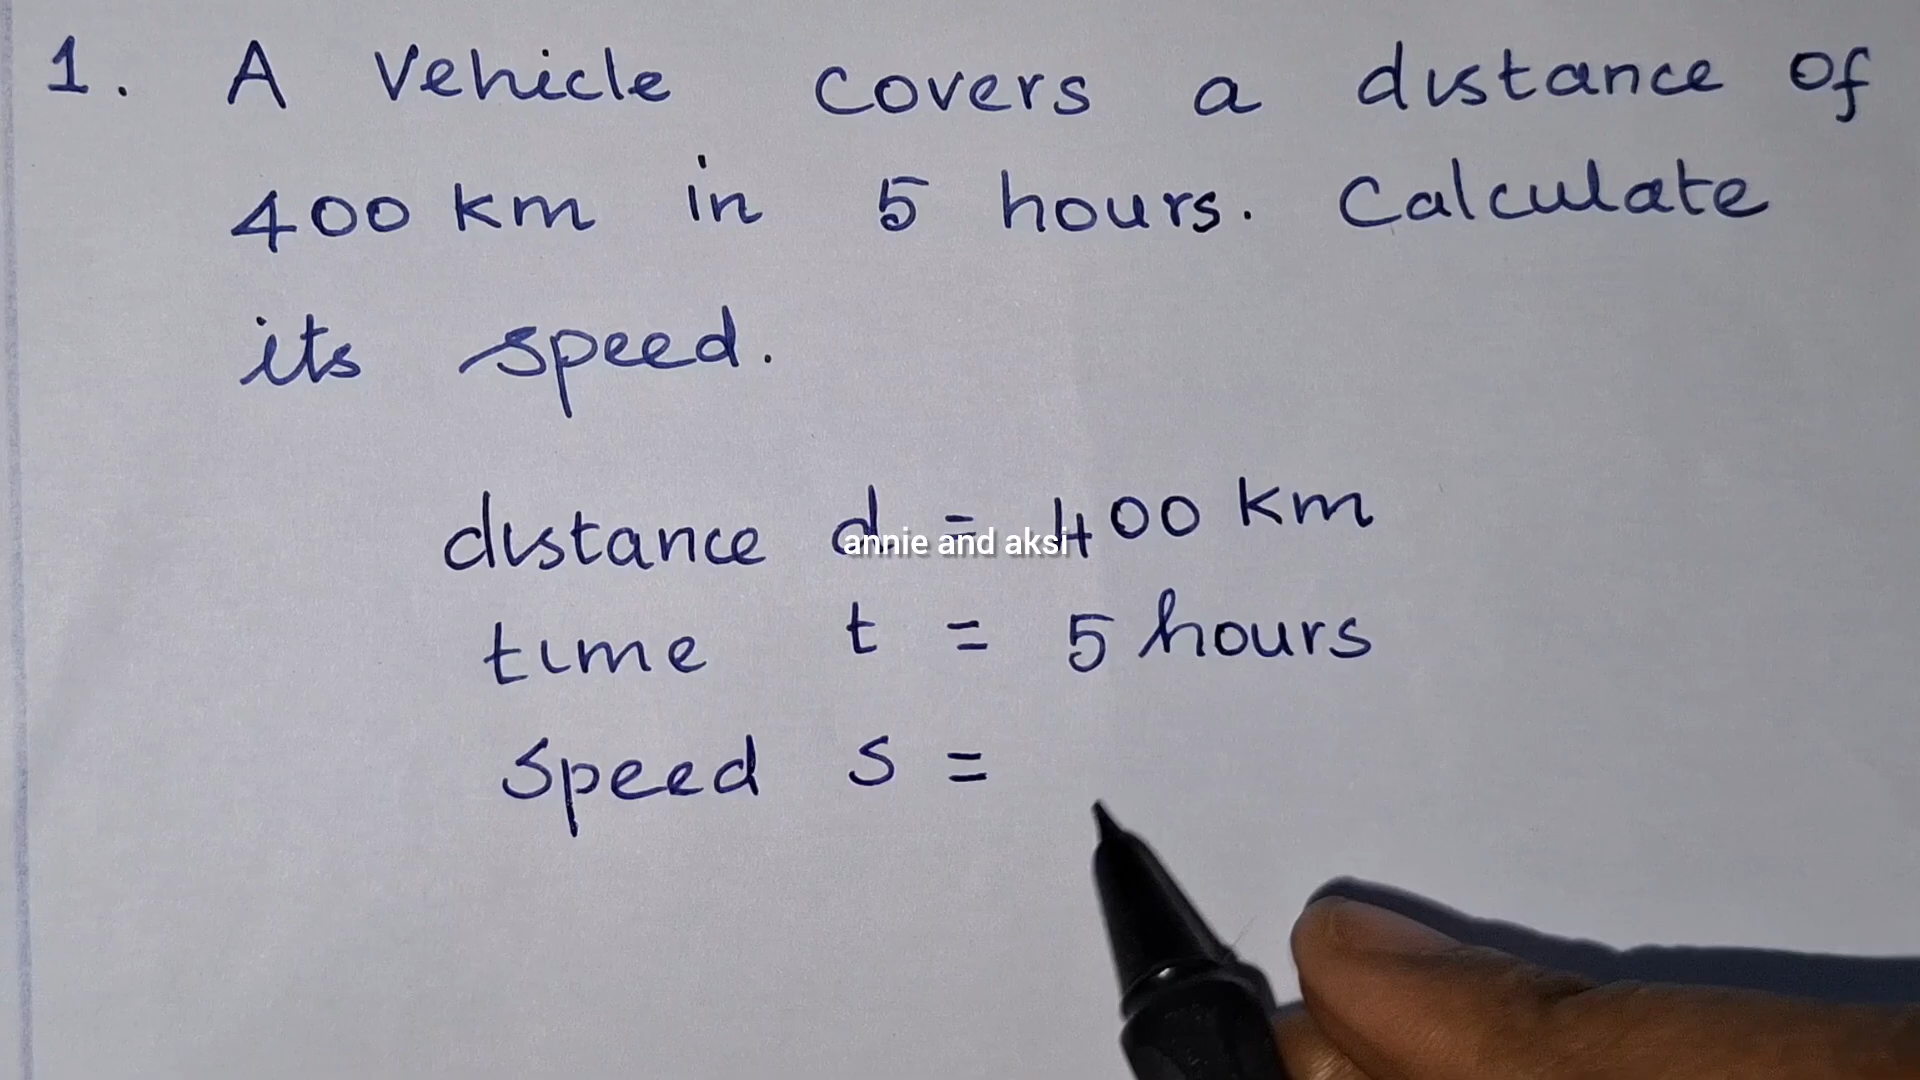 1. A Vehicle covers a distance of
400 km in 5 hours. Calculate
its speed.
distance d = 400 km
annie and aksi
time t = 5 hours
speed s =